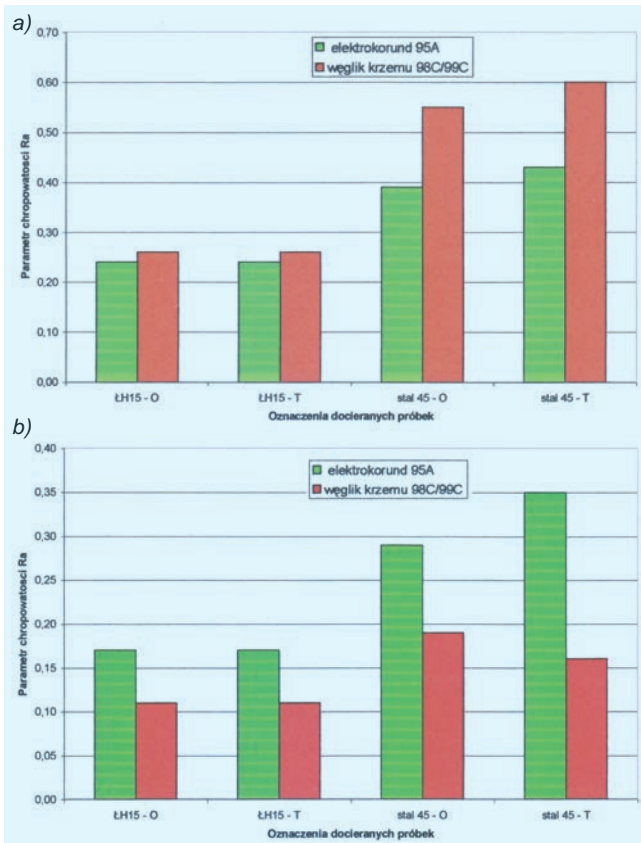 a)
0,70
0,60
0,50
0,40
0,30
0,20
0,10
0,00
Parametr chropowatosci Ra
elektrokorund 95A
węglik krzemu 98C/99C
ŁH15 - O
ŁH15 - T
stal 45 - O
stal 45 - T
Oznaczenia docieranych próbek
b)
0,40
0,35
0,30
0,25
0,20
0,15
0,10
0,05
0,00
Parametr chropowatosci Ra
elektrokorund 95A
węglik krzemu 98C/99C
ŁH15 - O
ŁH15 - T
stal 45 - O
stal 45 - T
Oznaczenia docieranych próbek